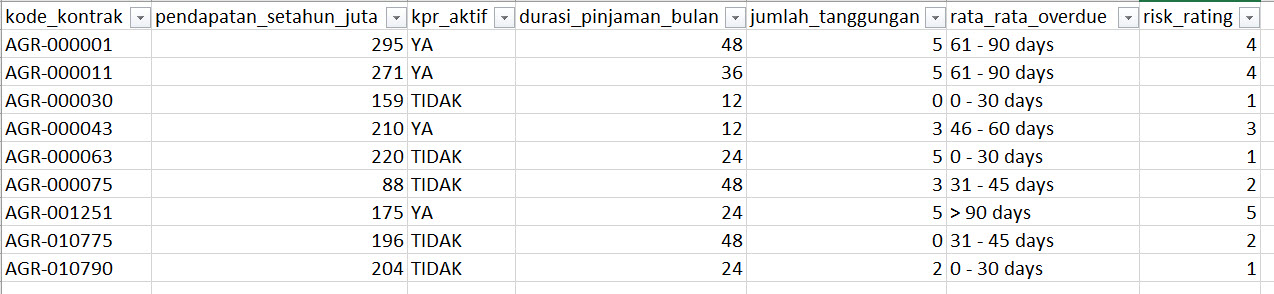 kode_kontrak pendapatan_setahun_juta kpr_aktif durasi_pinjaman_bulan jumlah_tanggungan rata_rata_overdue risk_rating
AGR-000001 295 YA 48 5 61 - 90 days 4
AGR-000011 271 YA 36 5 61 - 90 days 4
AGR-000030 159 TIDAK 12 0 0 - 30 days 1
AGR-000043 210 YA 12 3 46 - 60 days 3
AGR-000063 220 TIDAK 24 5 0 - 30 days 1
AGR-000075 88 TIDAK 48 3 31 - 45 days 2
AGR-001251 175 YA 24 5 > 90 days 5
AGR-010775 196 TIDAK 48 0 31 - 45 days 2
AGR-010790 204 TIDAK 24 2 0 - 30 days 1